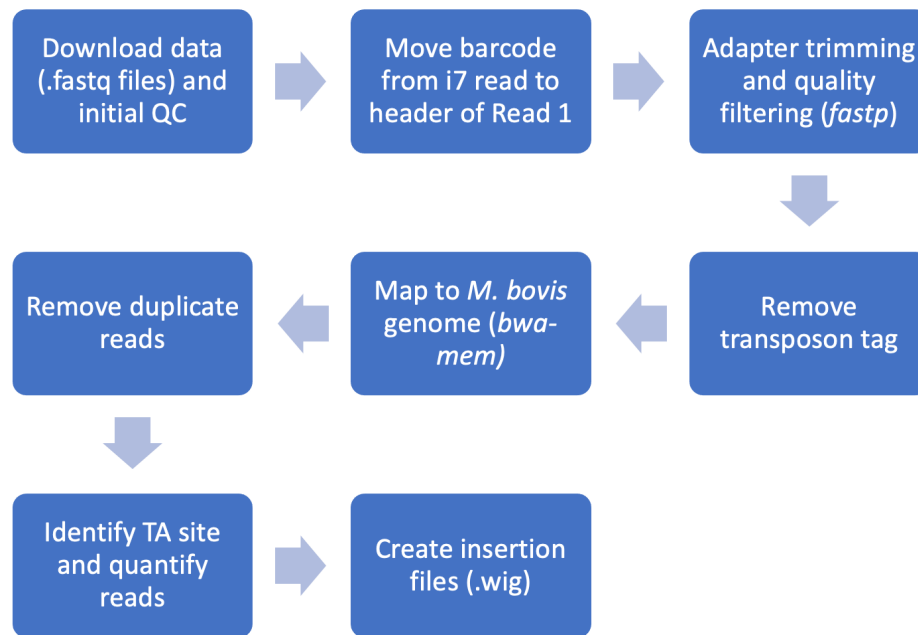 Download data
(.fastq files) and
initial QC
Move barcode
from i7 read to
header of Read 1
Adapter trimming
and quality
filtering (fastp)
Remove
transposon tag
Map to M. bovis
genome (bwa-
mem)
Remove duplicate
reads
Identify TA site
and quantify
reads
Create insertion
files (.wig)